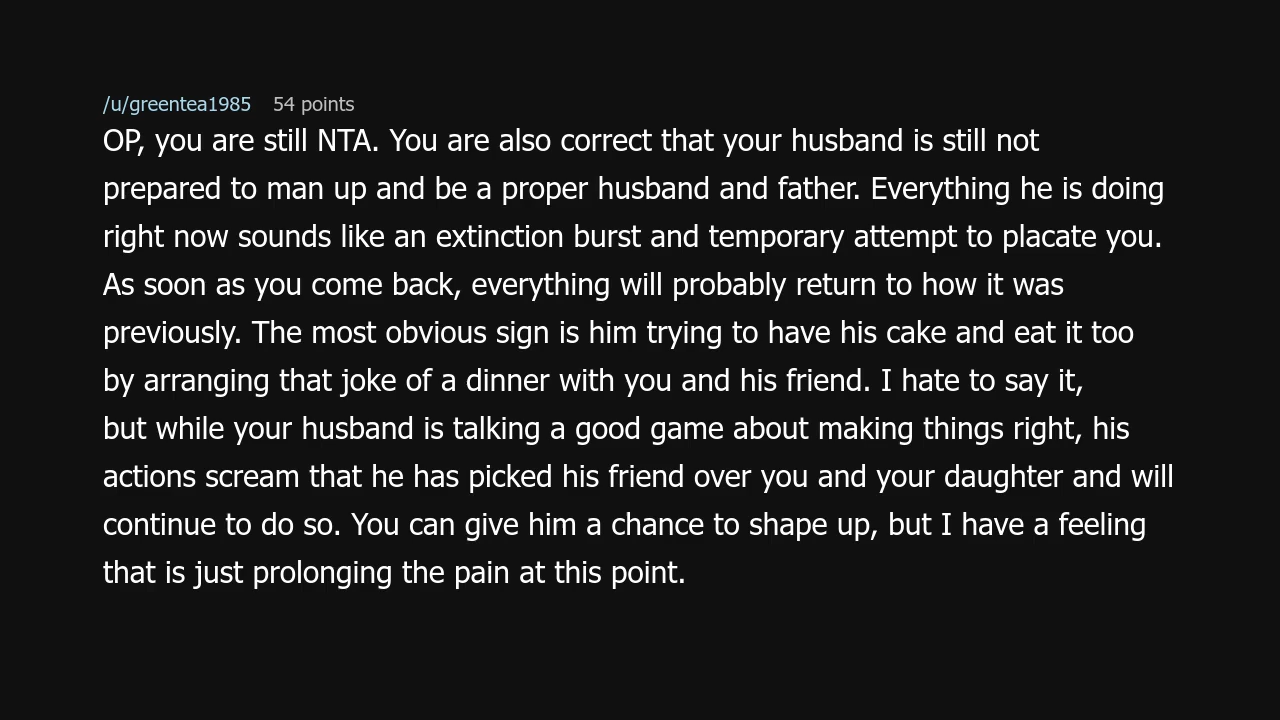 /u/greentea1985 54 points
OP, you are still NTA. You are also correct that your husband is still not
prepared to man up and be a proper husband and father. Everything he is doing
right now sounds like an extinction burst and temporary attempt to placate you.
As soon as you come back, everything will probably return to how it was
previously. The most obvious sign is him trying to have his cake and eat it too
by arranging that joke of a dinner with you and his friend. I hate to say it,
but while your husband is talking a good game about making things right, his
actions scream that he has picked his friend over you and your daughter and will
continue to do so. You can give him a chance to shape up, but I have a feeling
that is just prolonging the pain at this point.